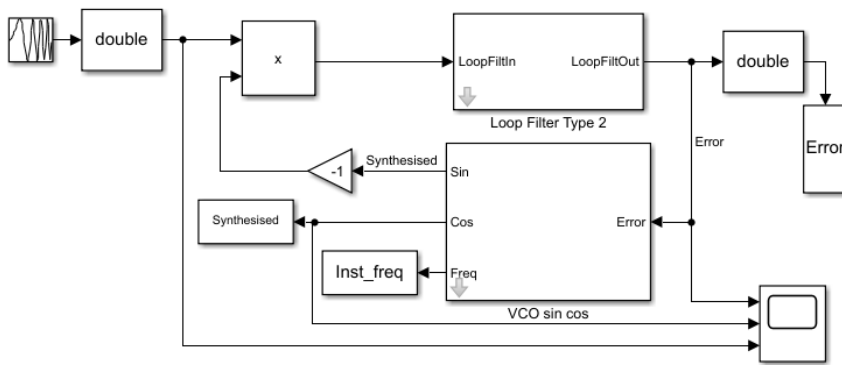 double
x
LoopFiltIn
LoopFiltOut
double
Loop Filter Type 2
Error
Error
Synthesised
-1
Sin
Synthesised
Cos
Error
Inst_freq
Freq
VCO sin cos